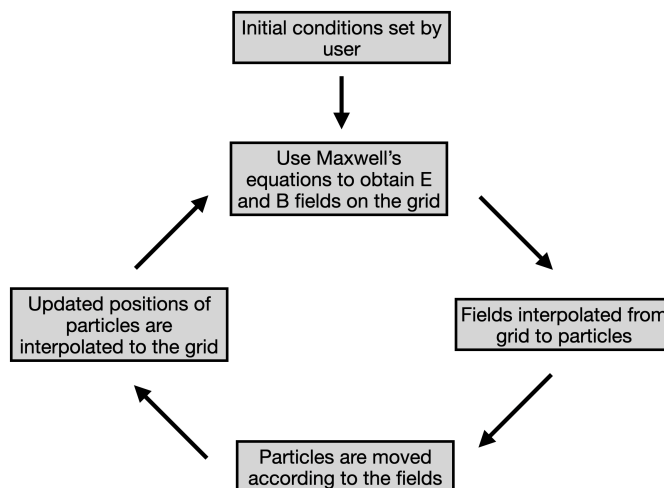 Initial conditions set by
user
Use Maxwell’s
equations to obtain E
and B fields on the grid
Updated positions of
particles are
interpolated to the grid
Fields interpolated from
grid to particles
Particles are moved
according to the fields